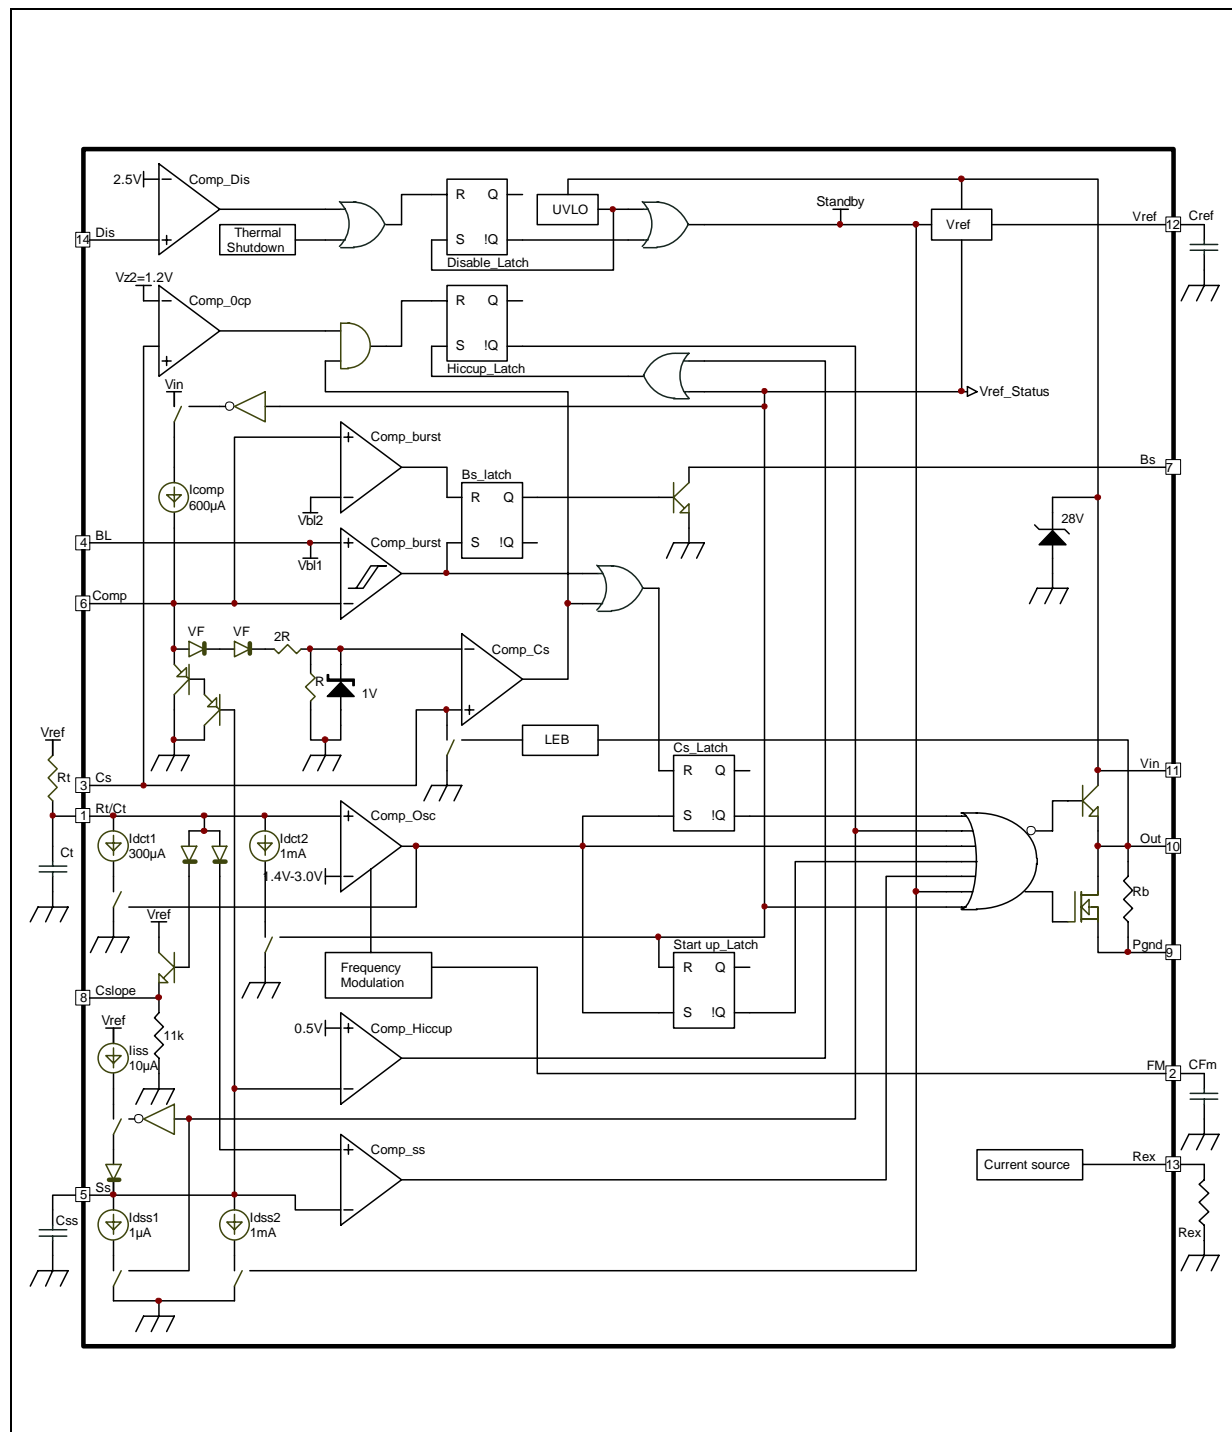 2.5V
Comp_Dis
14
Dis
Thermal
Shutdown
R
Q
S
!Q
Disable_Latch
UVLO
Standby
Vref
Vref
12
Cref
Vz2=1.2V
Comp_0cp
R
Q
S
!Q
Hiccup_Latch
Vref_Status
Vin
Icomp
600µA
Comp_burst
Vbl2
Bs_latch
R
Q
S
!Q
Bs
7
28V
4
BL
Vbl1
Comp_burst
6
Comp
VF
VF
2R
R
1V
Comp_Cs
LEB
Cs_Latch
R
Q
S
!Q
Vref
Rt
3
Cs
1
Rt/Ct
Ct
Idct1
300µA
Idct2
1mA
Comp_Osc
1.4V-3.0V
Vin
11
Out
10
Rb
Pgnd
9
Vref
Frequency
Modulation
Start up_Latch
R
Q
S
!Q
8
Cslope
11k
Vref
Iiss
10µA
0.5V
Comp_Hiccup
FM
2
CFm
Comp_ss
Current source
Rex
13
Rex
5
Ss
Css
Idss1
1µA
Idss2
1mA